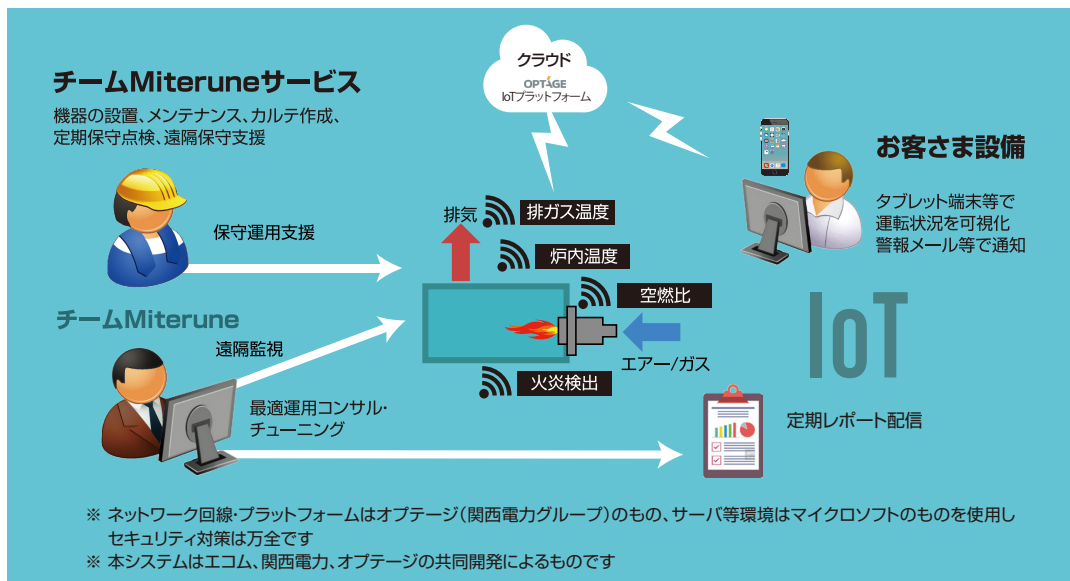 クラウド
OPTAGE
IoTプラットフォーム
チームMiteruneサービス
機器の設置、メンテナンス、カルテ作成、
定期保守点検、遠隔保守支援
お客さま設備
タブレット端末等で
運転状況を可視化
警報メール等で通知
保守運用支援
排気
排ガス温度
炉内温度
空燃比
エアー/ガス
火炎検出
チームMiterune
遠隔監視
最適運用コンサル・
チューニング
IoT
定期レポート配信
※ ネットワーク回線・プラットフォームはオプテージ（関西電力グループ）のもの、サーバ等環境はマイクロソフトのものを使用し
セキュリティ対策は万全です
※ 本システムはエコム、関西電力、オプテージの共同開発によるものです